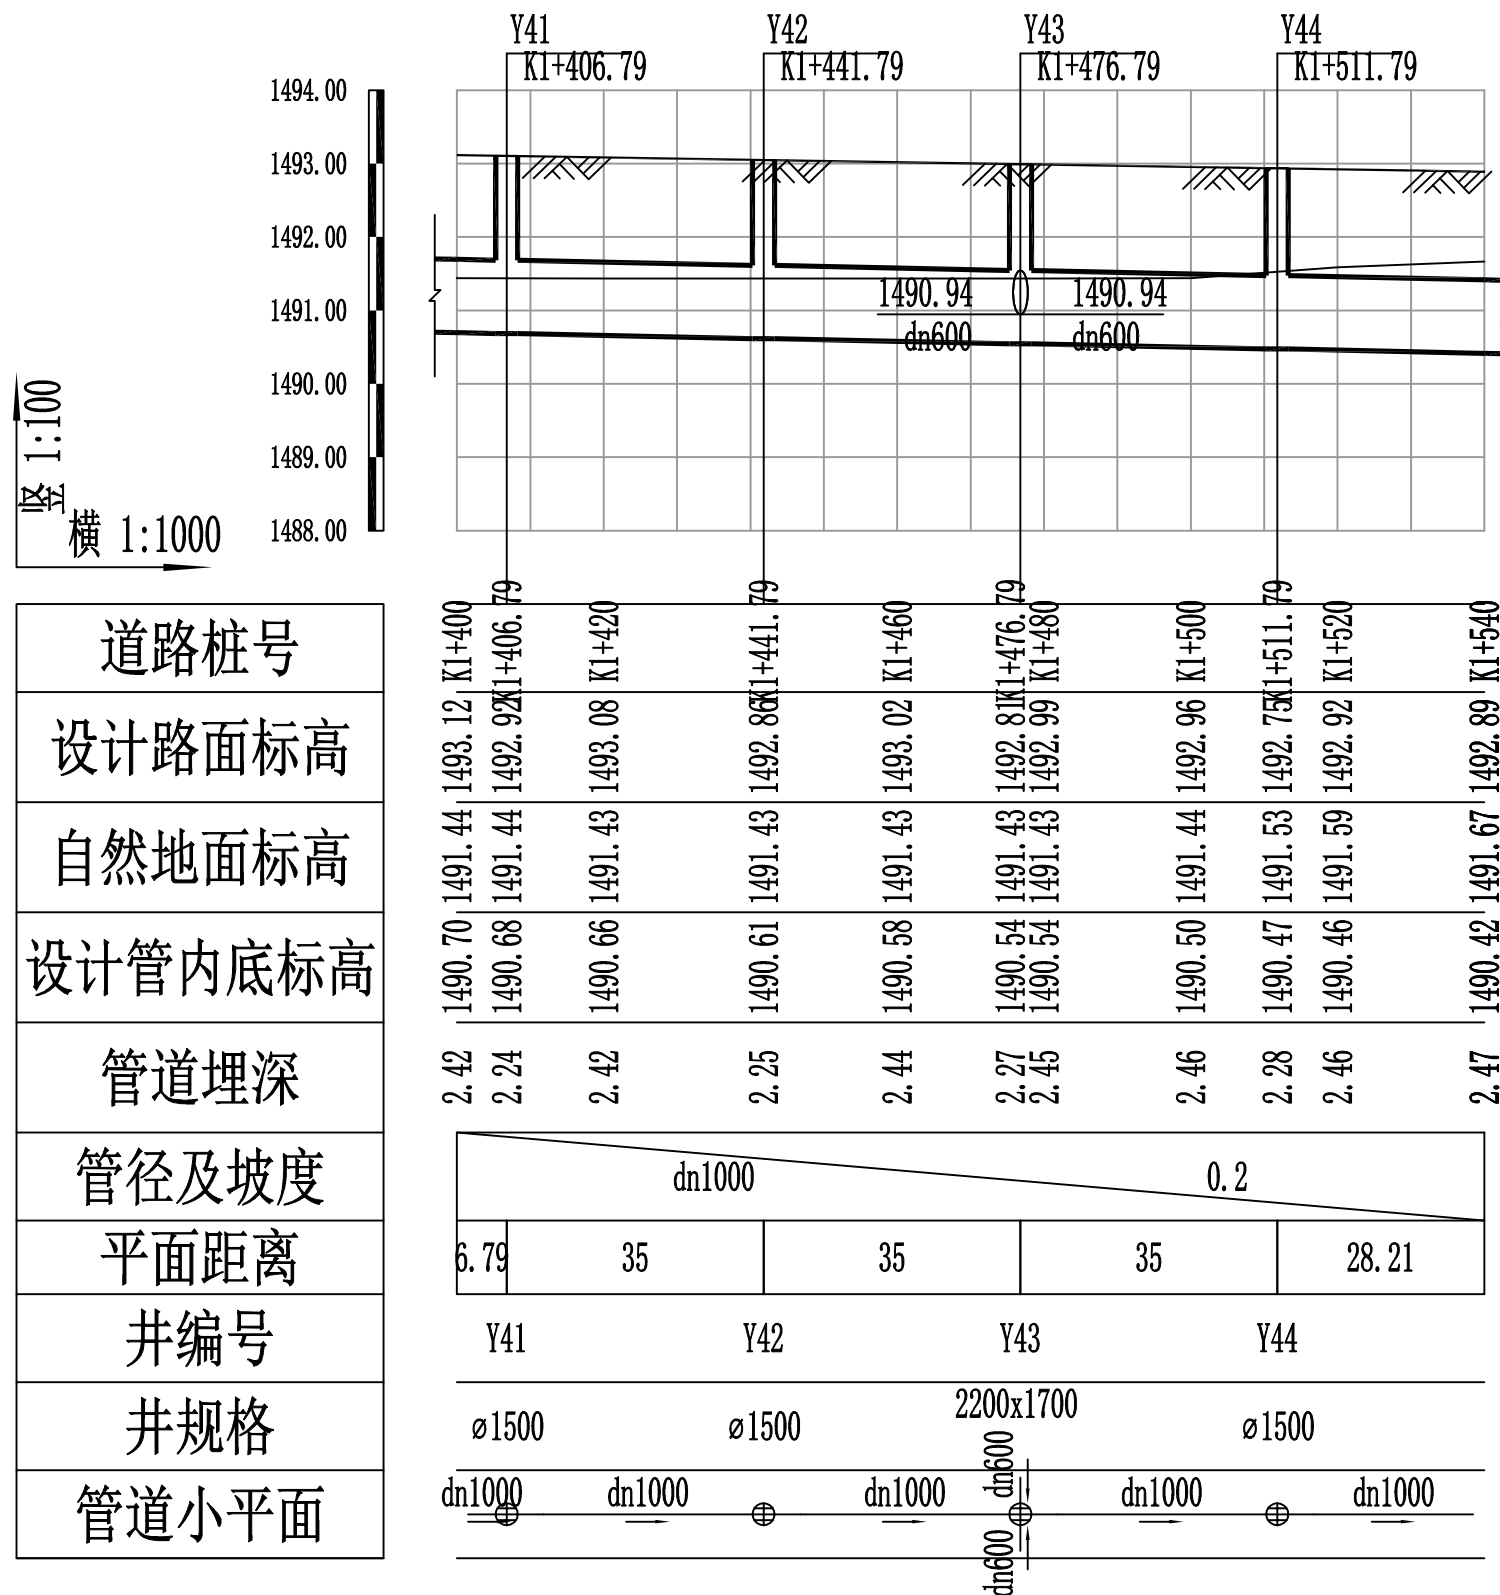 Y41 Y42 Y43 Y44
K1+406.79 K1+441.79 K1+476.79 K1+511.79
1494.00
1493.00
1492.00
1491.00
1490.00
1489.00
1488.00
1490.94 1490.94
dn600 dn600
竖 1:100
横 1:1000
道路桩号 K1+400 K1+406.79 K1+420 K1+441.79 K1+460 K1+476.79 K1+480 K1+500 K1+511.79 K1+520 K1+540
设计路面标高 1493.12 1492.92 1493.08 1492.86 1493.02 1492.81 1492.99 1492.96 1492.75 1492.92 1492.89
自然地面标高 1491.44 1491.44 1491.43 1491.43 1491.43 1491.43 1491.43 1491.44 1491.53 1491.59 1491.67
设计管内底标高 1490.70 1490.68 1490.66 1490.61 1490.58 1490.54 1490.54 1490.50 1490.47 1490.46 1490.42
管道埋深 2.42 2.24 2.42 2.25 2.44 2.27 2.45 2.46 2.28 2.46 2.47
管径及坡度 dn1000 0.2
平面距离 6.79 35 35 35 28.21
井编号 Y41 Y42 Y43 Y44
井规格 ø1500 ø1500 2200x1700 ø1500
管道小平面 dn1000 dn1000 dn1000 dn600 dn1000 dn1000
dn600